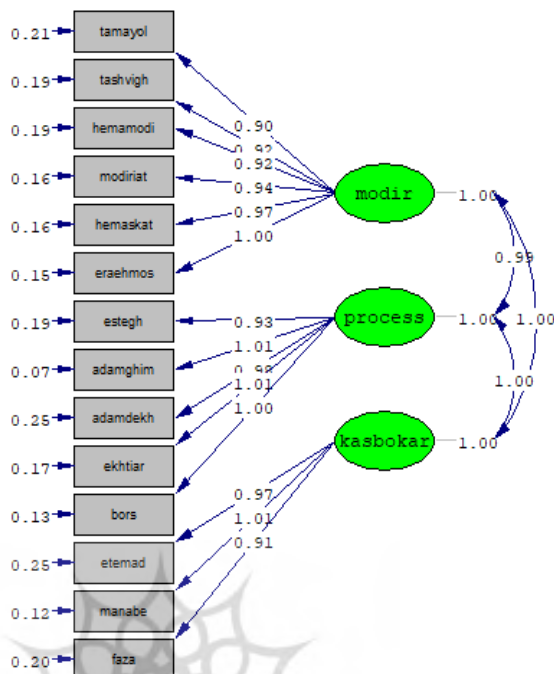 0.21 tamayol
0.19 tashvigh
0.19 hemamodi
0.16 modiriat
0.16 hemaskat
0.15 eraehmos
0.19 estegh
0.07 adamghim
0.25 adamdekh
0.17 ekhtiar
0.13 bors
0.25 etemad
0.12 manabe
0.20 faza
0.90
0.92
0.92
0.94
0.97
1.00
0.93
1.01
1.01
1.00
0.97
1.01
0.91
modir 1.00
process 1.00
kasbokar 1.00
0.99
1.00
1.00